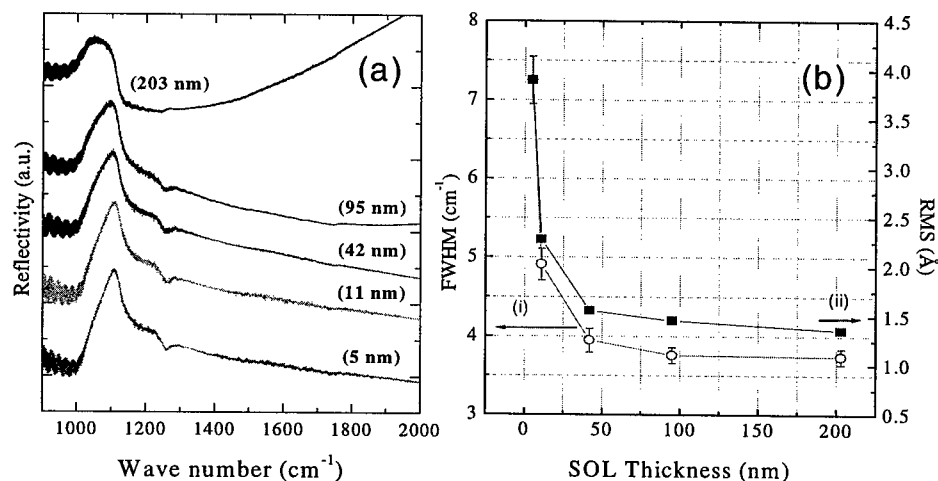 (a)
(203 nm)
(95 nm)
(42 nm)
(11 nm)
(5 nm)
Reflectivity (a.u.)
1000 1200 1400 1600 1800 2000
Wave number (cm⁻¹)
(b)
8
7
6
5
4
3
FWHM (cm⁻¹)
(i)
(ii)
4.5
4.0
3.5
3.0
2.5
2.0
1.5
1.0
0.5
RMS (Å)
0 50 100 150 200
SOL Thickness (nm)